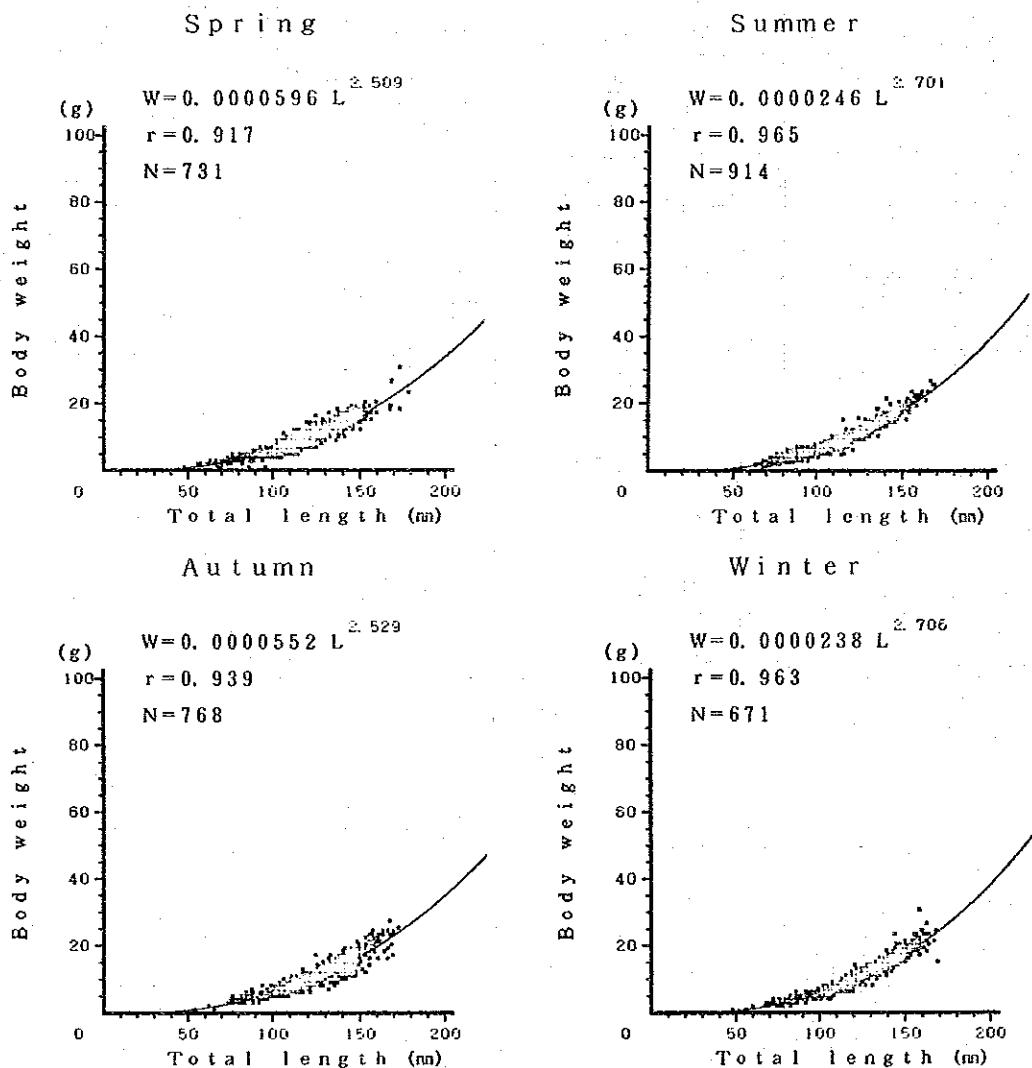 Spring
W=0.0000596 L^2.509
(g)
r=0.917
N=731
100
80
60
40
20
0
50
100
150
200
Body weight
Total length (mm)
Summer
W=0.0000246 L^2.701
(g)
r=0.965
N=914
100
80
60
40
20
0
50
100
150
200
Body weight
Total length (mm)
Autumn
W=0.0000552 L^2.529
(g)
r=0.939
N=768
100
80
60
40
20
0
50
100
150
200
Body weight
Total length (mm)
Winter
W=0.0000238 L^2.706
(g)
r=0.963
N=671
100
80
60
40
20
0
50
100
150
200
Body weight
Total length (mm)